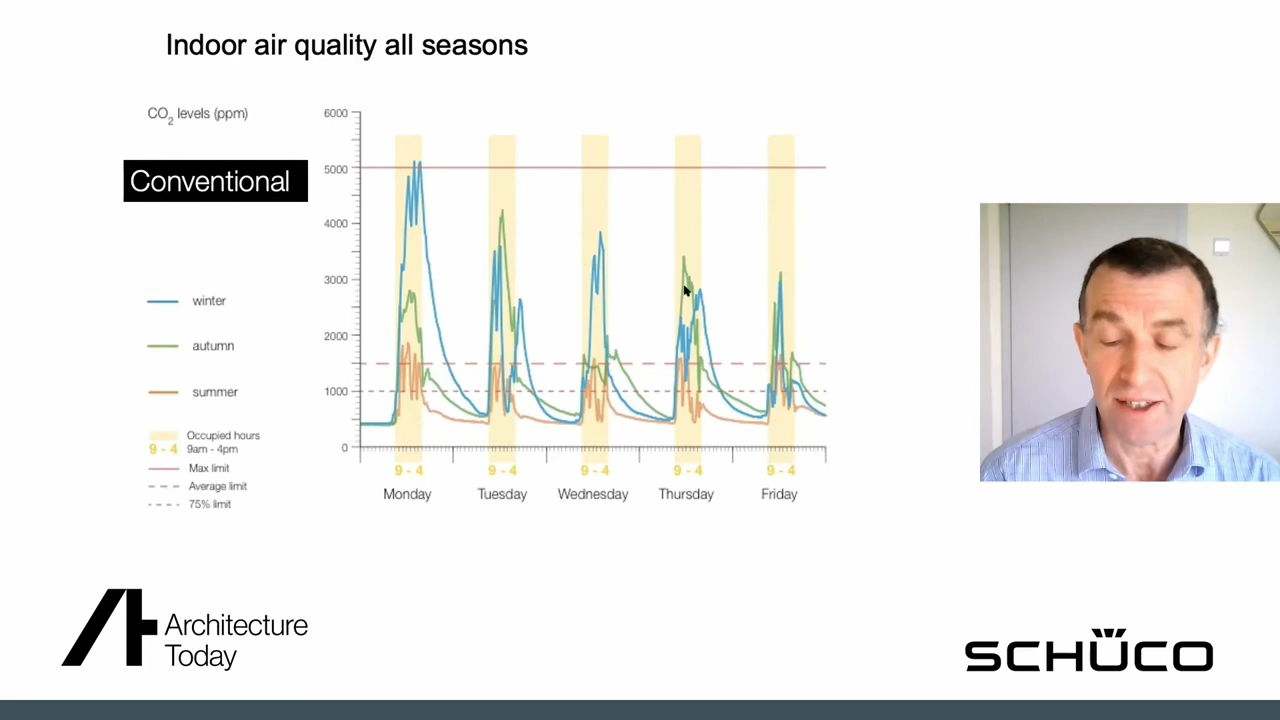 Indoor air quality all seasons
CO2 levels (ppm)
Conventional
6000
5000
4000
3000
2000
1000
0
winter
autumn
summer
Occupied hours
9 - 4 9am - 4pm
Max limit
Average limit
75% limit
9 - 4 9 - 4 9 - 4 9 - 4 9 - 4
Monday Tuesday Wednesday Thursday Friday
Architecture
Today
SCHÜCO